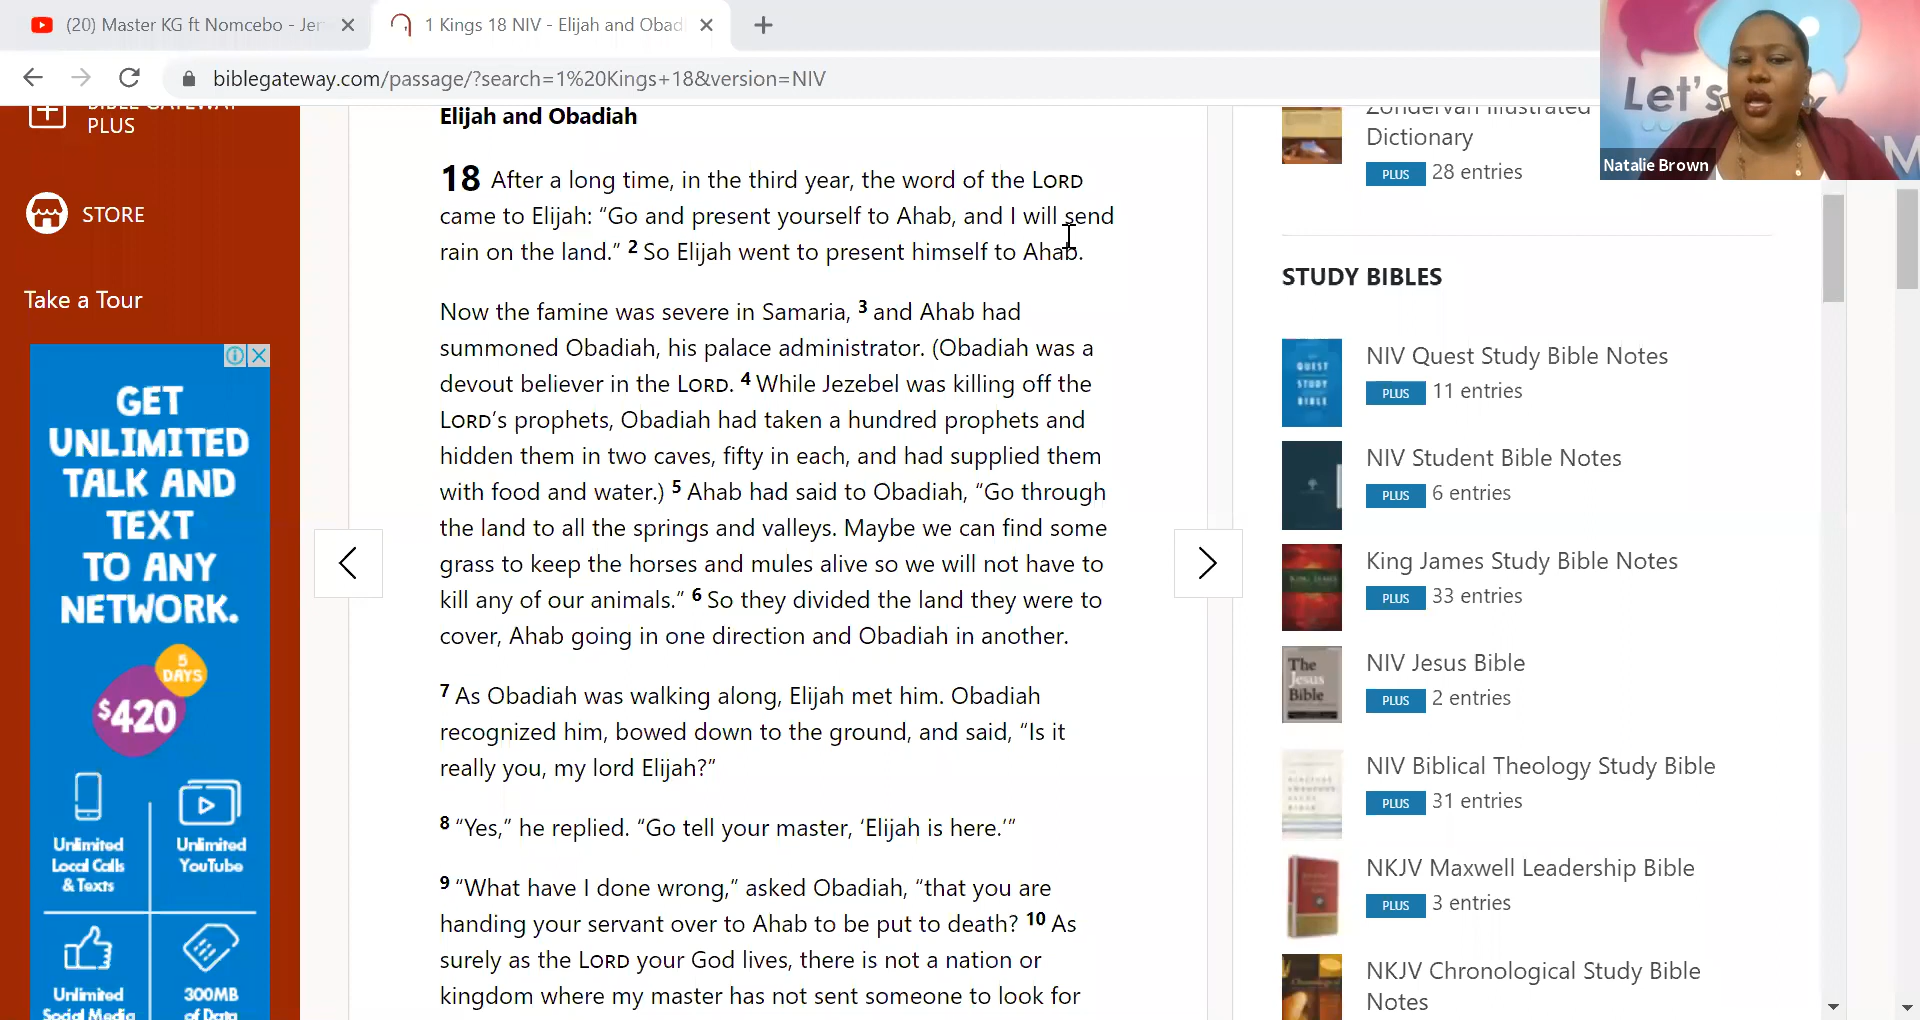 (20) Master KG ft Nomcebo - Jer
1 Kings 18 NIV - Elijah and Obad
biblegateway.com/passage/?search=1%20Kings+18&version=NIV
PLUS
STORE
Take a Tour
GET
UNLIMITED
TALK AND
TEXT
TO ANY
NETWORK.
5
DAYS
$420
Unlimited
Local Calls
& Texts
Unlimited
YouTube
Unlimited
Social Media
300MB
of Data
Elijah and Obadiah
18 After a long time, in the third year, the word of the LORD
came to Elijah: “Go and present yourself to Ahab, and I will send
rain on the land.” 2 So Elijah went to present himself to Ahab.
Now the famine was severe in Samaria, 3 and Ahab had
summoned Obadiah, his palace administrator. (Obadiah was a
devout believer in the LORD. 4 While Jezebel was killing off the
LORD’s prophets, Obadiah had taken a hundred prophets and
hidden them in two caves, fifty in each, and had supplied them
with food and water.) 5 Ahab had said to Obadiah, “Go through
the land to all the springs and valleys. Maybe we can find some
grass to keep the horses and mules alive so we will not have to
kill any of our animals.” 6 So they divided the land they were to
cover, Ahab going in one direction and Obadiah in another.
7 As Obadiah was walking along, Elijah met him. Obadiah
recognized him, bowed down to the ground, and said, “Is it
really you, my lord Elijah?”
8 “Yes,” he replied. “Go tell your master, ‘Elijah is here.’”
9 “What have I done wrong,” asked Obadiah, “that you are
handing your servant over to Ahab to be put to death? 10 As
surely as the LORD your God lives, there is not a nation or
kingdom where my master has not sent someone to look for
Zondervan Illustrated
Dictionary
PLUS 28 entries
STUDY BIBLES
QUEST
STUDY
BIBLE
NIV Quest Study Bible Notes
PLUS 11 entries
NIV Student Bible Notes
PLUS 6 entries
King James Study Bible Notes
PLUS 33 entries
The
Jesus
Bible
NIV Jesus Bible
PLUS 2 entries
NIV Biblical Theology Study Bible
PLUS 31 entries
NKJV Maxwell Leadership Bible
PLUS 3 entries
NKJV Chronological Study Bible
Notes
Let's
Natalie Brown